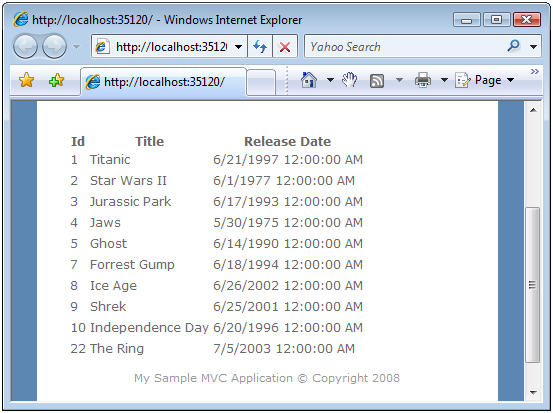 http://localhost:35120/ - Windows Internet Explorer
http://localhost:3512 Yahoo Search
http://localhost:35120/ Page
Id Title Release Date
1 Titanic 6/21/1997 12:00:00 AM
2 Star Wars II 6/1/1977 12:00:00 AM
3 Jurassic Park 6/17/1993 12:00:00 AM
4 Jaws 5/30/1975 12:00:00 AM
5 Ghost 6/14/1990 12:00:00 AM
7 Forrest Gump 6/18/1994 12:00:00 AM
8 Ice Age 6/26/2002 12:00:00 AM
9 Shrek 6/25/2001 12:00:00 AM
10 Independence Day 6/20/1996 12:00:00 AM
22 The Ring 7/5/2003 12:00:00 AM
My Sample MVC Application © Copyright 2008